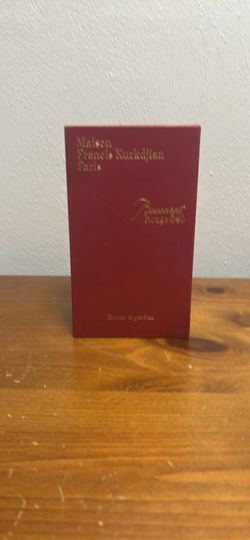 Maison
Francis Kurkdjian
Paris
Baccarat
Rouge 540
Extrait de parfum